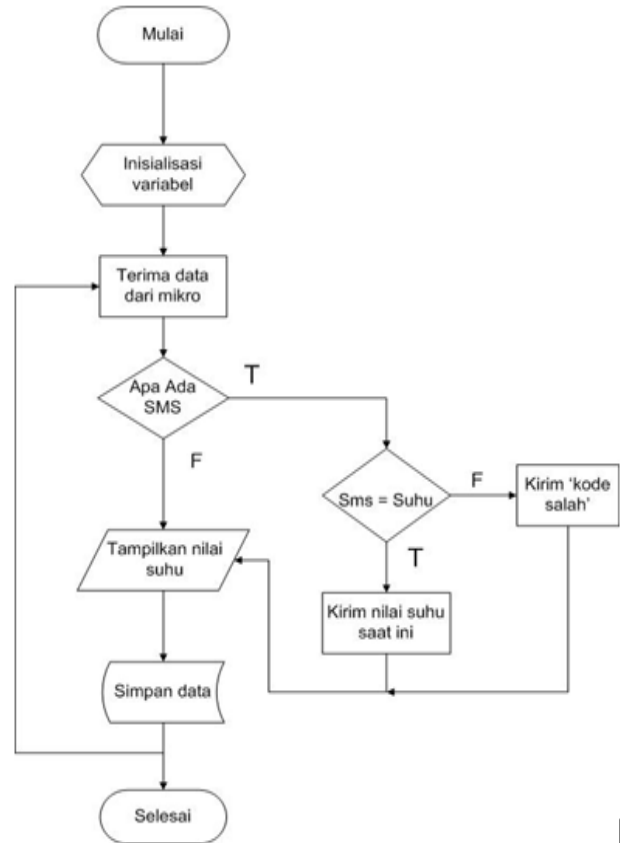 Mulai
Inisialisasi
variabel
Terima data
dari mikro
Apa Ada
SMS
T
F
Sms = Suhu
F
Kirim ‘kode
salah’
T
Tampilkan nilai
suhu
Kirim nilai suhu
saat ini
Simpan data
Selesai